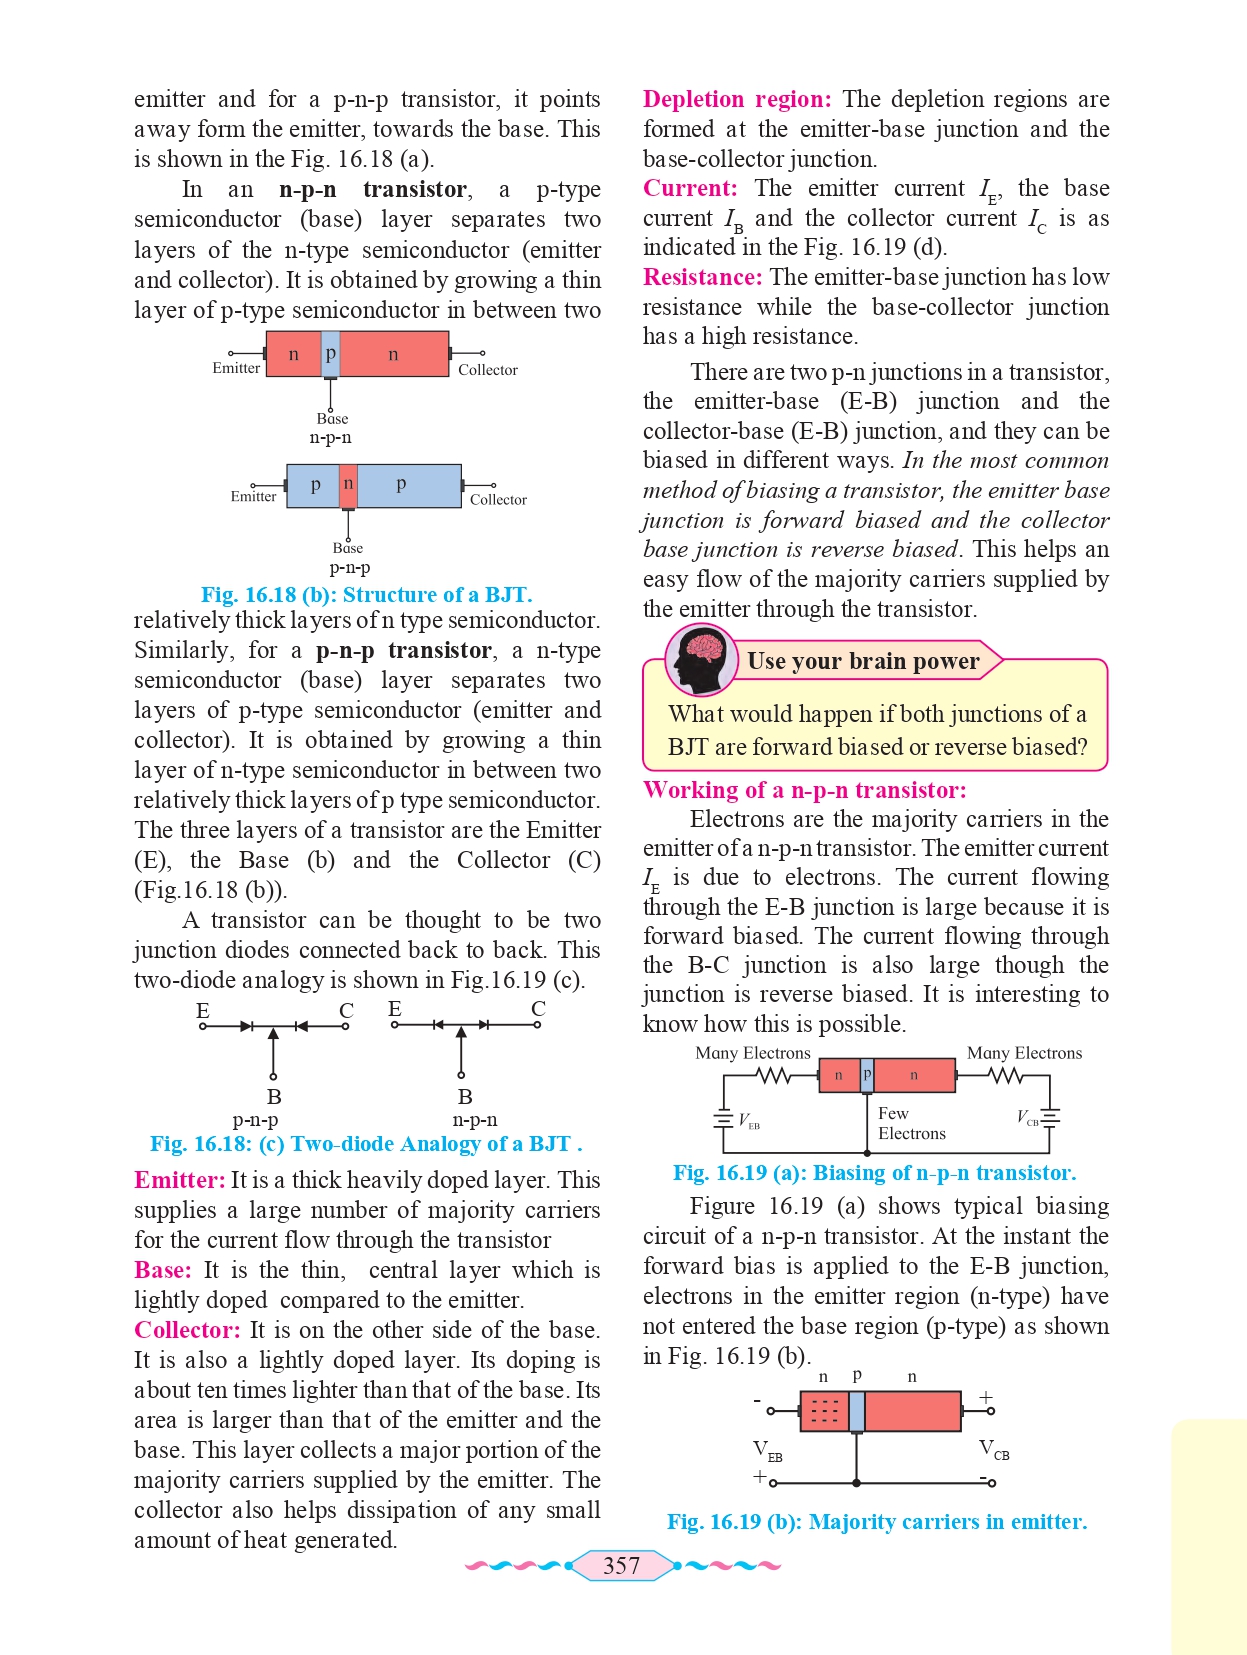 emitter and for a p-n-p transistor, it points
away form the emitter, towards the base. This
is shown in the Fig. 16.18 (a).
In an n-p-n transistor, a p-type
semiconductor (base) layer separates two
layers of the n-type semiconductor (emitter
and collector). It is obtained by growing a thin
layer of p-type semiconductor in between two
n p n
Emitter
Collector
Base
n-p-n
p n p
Emitter
Collector
Base
p-n-p
Fig. 16.18 (b): Structure of a BJT.
relatively thick layers of n type semiconductor.
Similarly, for a p-n-p transistor, a n-type
semiconductor (base) layer separates two
layers of p-type semiconductor (emitter and
collector). It is obtained by growing a thin
layer of n-type semiconductor in between two
relatively thick layers of p type semiconductor.
The three layers of a transistor are the Emitter
(E), the Base (b) and the Collector (C)
(Fig.16.18 (b)).
A transistor can be thought to be two
junction diodes connected back to back. This
two-diode analogy is shown in Fig.16.19 (c).
E C E C
B B
p-n-p n-p-n
Fig. 16.18: (c) Two-diode Analogy of a BJT .
Emitter: It is a thick heavily doped layer. This
supplies a large number of majority carriers
for the current flow through the transistor
Base: It is the thin, central layer which is
lightly doped compared to the emitter.
Collector: It is on the other side of the base.
It is also a lightly doped layer. Its doping is
about ten times lighter than that of the base. Its
area is larger than that of the emitter and the
base. This layer collects a major portion of the
majority carriers supplied by the emitter. The
collector also helps dissipation of any small
amount of heat generated.
Depletion region: The depletion regions are
formed at the emitter-base junction and the
base-collector junction.
Current: The emitter current I_E, the base
current I_B and the collector current I_C is as
indicated in the Fig. 16.19 (d).
Resistance: The emitter-base junction has low
resistance while the base-collector junction
has a high resistance.
There are two p-n junctions in a transistor,
the emitter-base (E-B) junction and the
collector-base (E-B) junction, and they can be
biased in different ways. In the most common
method of biasing a transistor, the emitter base
junction is forward biased and the collector
base junction is reverse biased. This helps an
easy flow of the majority carriers supplied by
the emitter through the transistor.
Use your brain power
What would happen if both junctions of a
BJT are forward biased or reverse biased?
Working of a n-p-n transistor:
Electrons are the majority carriers in the
emitter of a n-p-n transistor. The emitter current
I_E is due to electrons. The current flowing
through the E-B junction is large because it is
forward biased. The current flowing through
the B-C junction is also large though the
junction is reverse biased. It is interesting to
know how this is possible.
Many Electrons Many Electrons
n p n
V_EB Few Electrons V_CB
Fig. 16.19 (a): Biasing of n-p-n transistor.
Figure 16.19 (a) shows typical biasing
circuit of a n-p-n transistor. At the instant the
forward bias is applied to the E-B junction,
electrons in the emitter region (n-type) have
not entered the base region (p-type) as shown
in Fig. 16.19 (b).
n p n
- +
V_EB V_CB
+ -
Fig. 16.19 (b): Majority carriers in emitter.
357